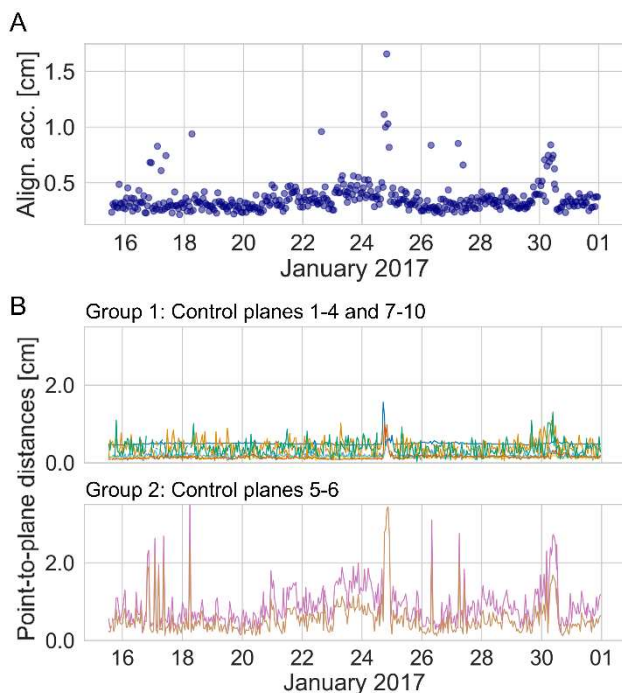 A
Align. acc. [cm]
1.5
1.0
0.5
16 18 20 22 24 26 28 30 01
January 2017
B
Group 1: Control planes 1-4 and 7-10
Point-to-plane distances [cm]
2.0
0.0
Group 2: Control planes 5-6
2.0
0.0
16 18 20 22 24 26 28 30 01
January 2017